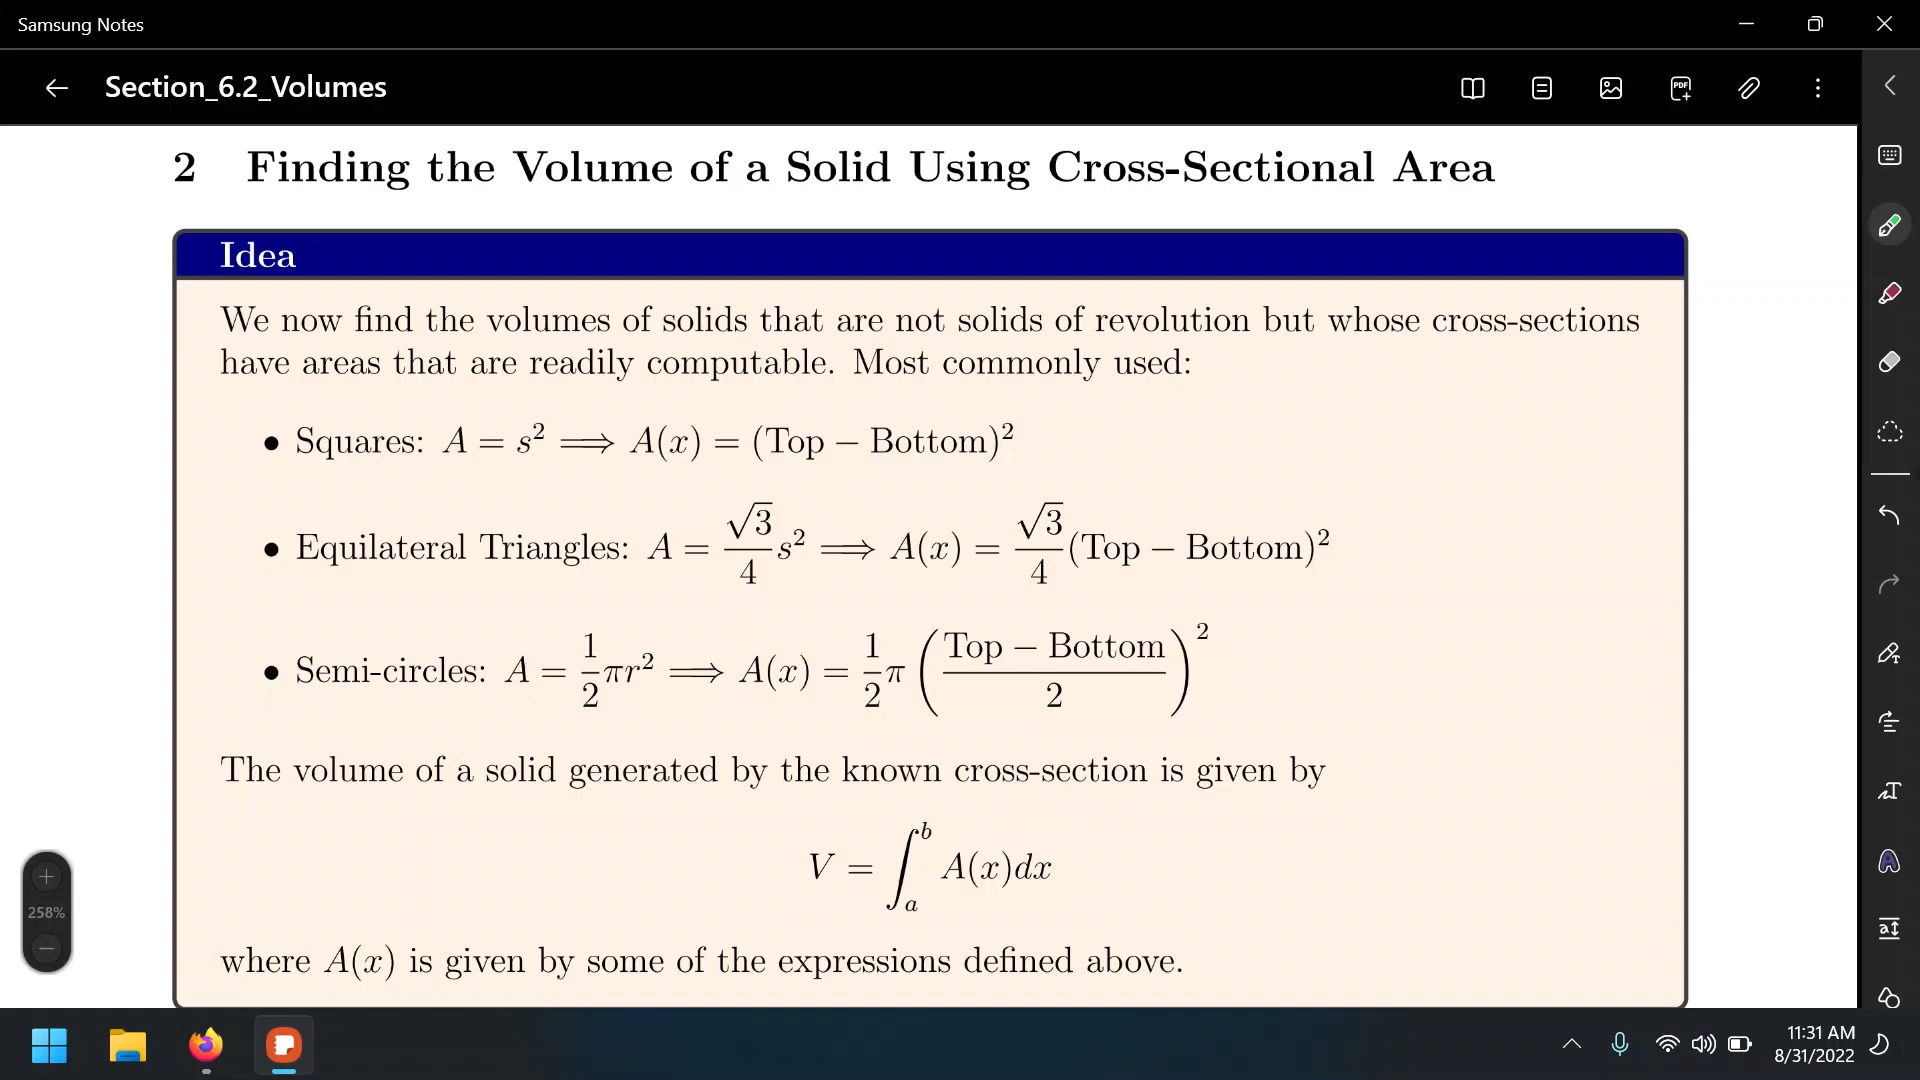 Samsung Notes
Section_6.2_Volumes
2 Finding the Volume of a Solid Using Cross-Sectional Area
Idea
We now find the volumes of solids that are not solids of revolution but whose cross-sections
have areas that are readily computable. Most commonly used:
• Squares: A = s² ⟹ A(x) = (Top − Bottom)²
• Equilateral Triangles: A = √3/4 s² ⟹ A(x) = √3/4 (Top − Bottom)²
• Semi-circles: A = 1/2 πr² ⟹ A(x) = 1/2 π ((Top − Bottom)/2)²
The volume of a solid generated by the known cross-section is given by
V = ∫_a^b A(x)dx
where A(x) is given by some of the expressions defined above.
258%
11:31 AM
8/31/2022